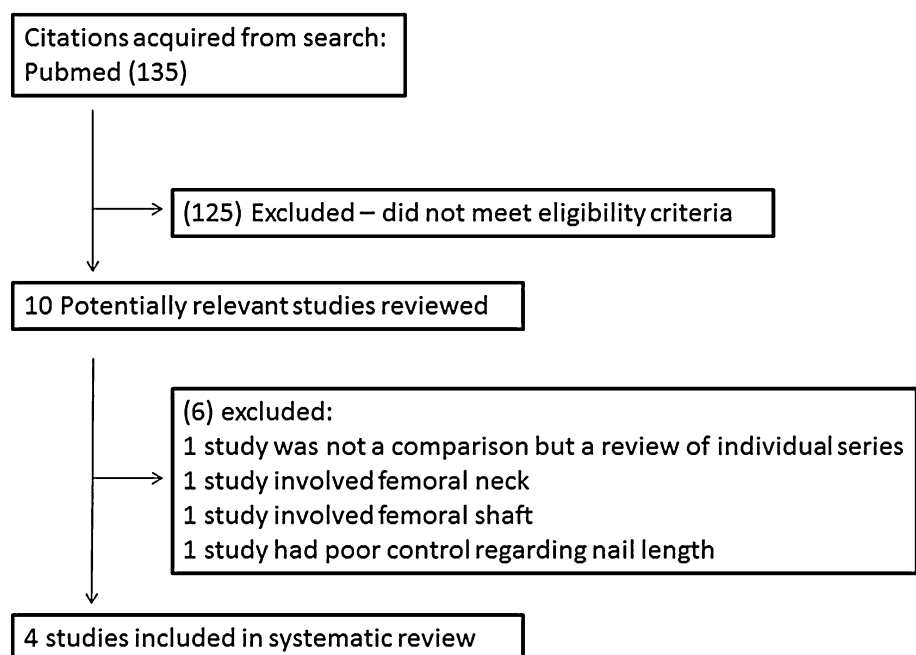 Citations acquired from search:
Pubmed (135)
(125) Excluded – did not meet eligibility criteria
10 Potentially relevant studies reviewed
(6) excluded:
1 study was not a comparison but a review of individual series
1 study involved femoral neck
1 study involved femoral shaft
1 study had poor control regarding nail length
4 studies included in systematic review